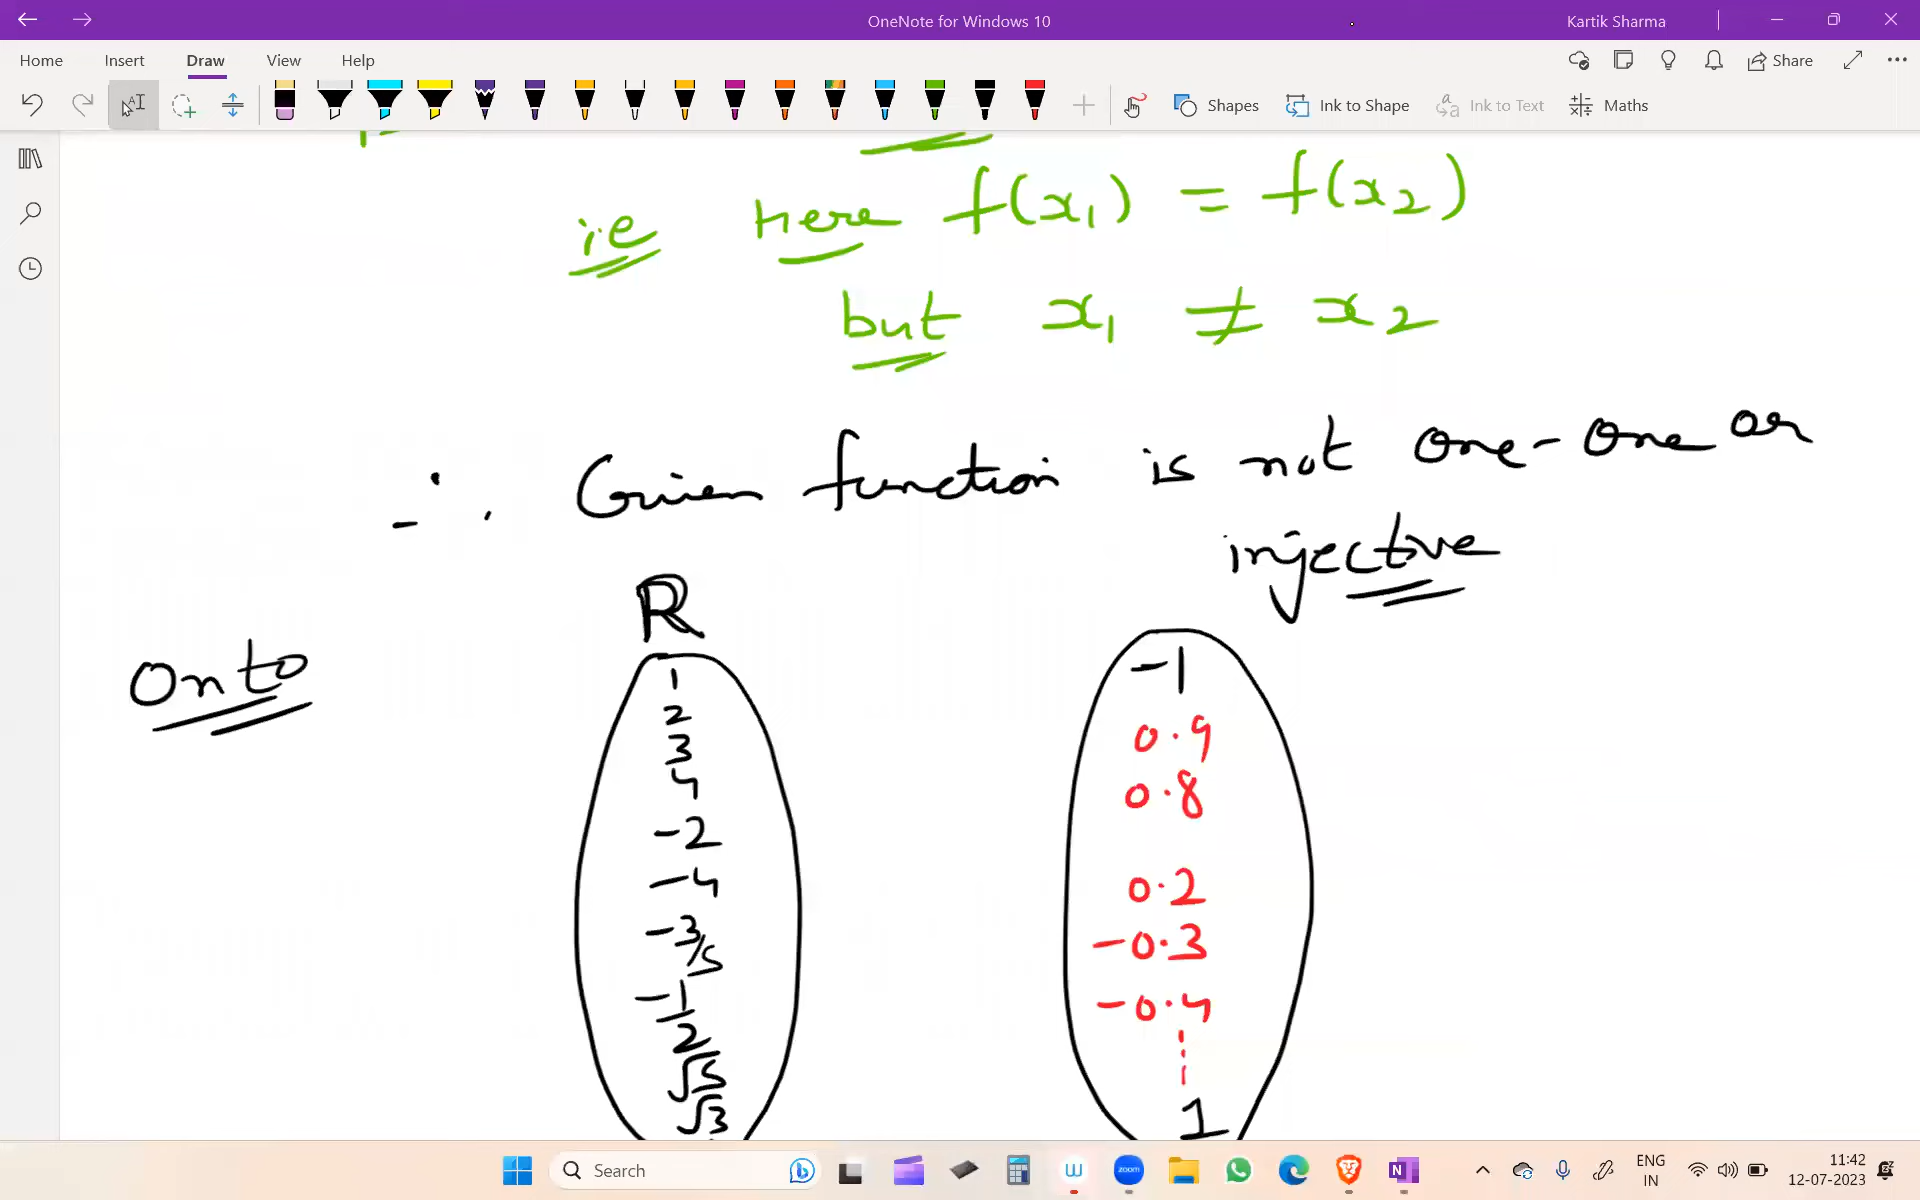 OneNote for Windows 10
Kartik Sharma
Home Insert Draw View Help
Share
Shapes Ink to Shape Ink to Text Maths
i.e here f(x₁) = f(x₂)
but x₁ ≠ x₂
∴ Given function is not one-one or
injective
R
Onto
1
2
3
4
-2
-4
-3/5
-1/2
√5
√3
-1
0.9
0.8
0.2
-0.3
-0.4
1
Search
zoom
ENG
IN
11:42
12-07-2023